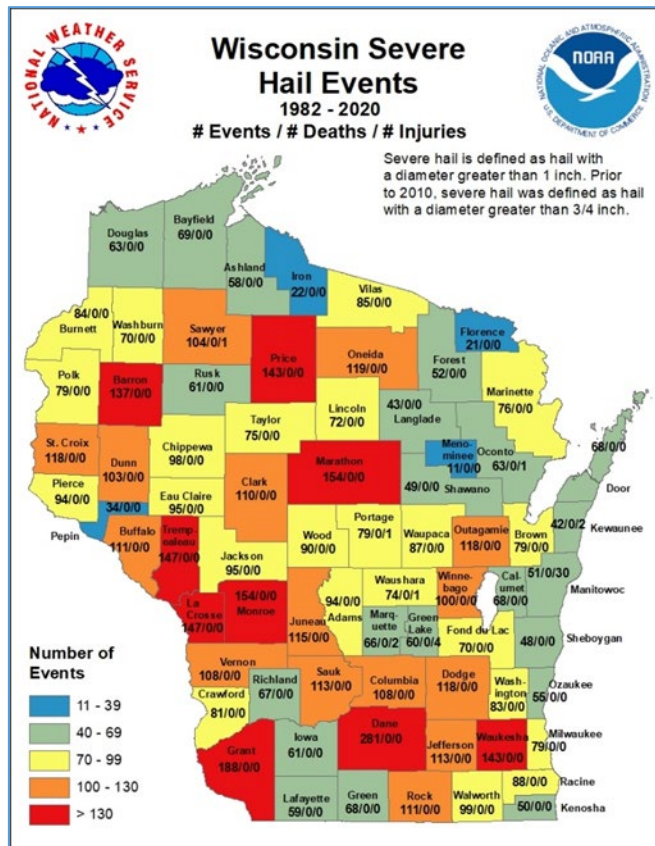 NATIONAL WEATHER SERVICE
NATIONAL OCEANIC AND ATMOSPHERIC ADMINISTRATION
NOAA
U.S. DEPARTMENT OF COMMERCE
Wisconsin Severe
Hail Events
1982 - 2020
# Events / # Deaths / # Injuries
Severe hail is defined as hail with
a diameter greater than 1 inch. Prior
to 2010, severe hail was defined as hail
with a diameter greater than 3/4 inch.
Douglas
63/0/0
Bayfield
69/0/0
Ashland
58/0/0
Iron
22/0/0
Vilas
85/0/0
84/0/0
Burnett
Washburn
70/0/0
Sawyer
104/0/1
Price
143/0/0
Oneida
119/0/0
Forest
52/0/0
Florence
21/0/0
Marinette
76/0/0
Polk
79/0/0
Barron
137/0/0
Rusk
61/0/0
Taylor
75/0/0
Lincoln
72/0/0
43/0/0
Langlade
Meno-
minee
11/0/0
Oconto
63/0/1
68/0/0
Door
St. Croix
118/0/0
Dunn
103/0/0
Chippewa
98/0/0
Clark
110/0/0
Marathon
154/0/0
49/0/0
Shawano
Pierce
94/0/0
34/0/0
Pepin
Eau Claire
95/0/0
Buffalo
111/0/0
Tremp-
ealeau
147/0/0
Jackson
95/0/0
Wood
90/0/0
Portage
79/0/1
Waupaca
87/0/0
Outagamie
118/0/0
Brown
79/0/0
42/0/2
Kewaunee
La
Crosse
147/0/0
154/0/0
Monroe
Juneau
115/0/0
94/0/0
Adams
Waushara
74/0/1
Winne-
bago
100/0/0
Cal-
umet
68/0/0
51/0/30
Manitowoc
Marq-
uette
66/0/2
Green
Lake
60/0/4
Fond du Lac
70/0/0
48/0/0
Sheboygan
Vernon
108/0/0
Crawford
81/0/0
Richland
67/0/0
Sauk
113/0/0
Columbia
108/0/0
Dodge
118/0/0
Wash-
ington
83/0/0
Ozaukee
55/0/0
Grant
188/0/0
Iowa
61/0/0
Dane
281/0/0
Jefferson
113/0/0
Waukesha
143/0/0
Milwaukee
79/0/0
Lafayette
59/0/0
Green
68/0/0
Rock
111/0/0
Walworth
99/0/0
88/0/0
Racine
50/0/0
Kenosha
Number of
Events
11 - 39
40 - 69
70 - 99
100 - 130
> 130